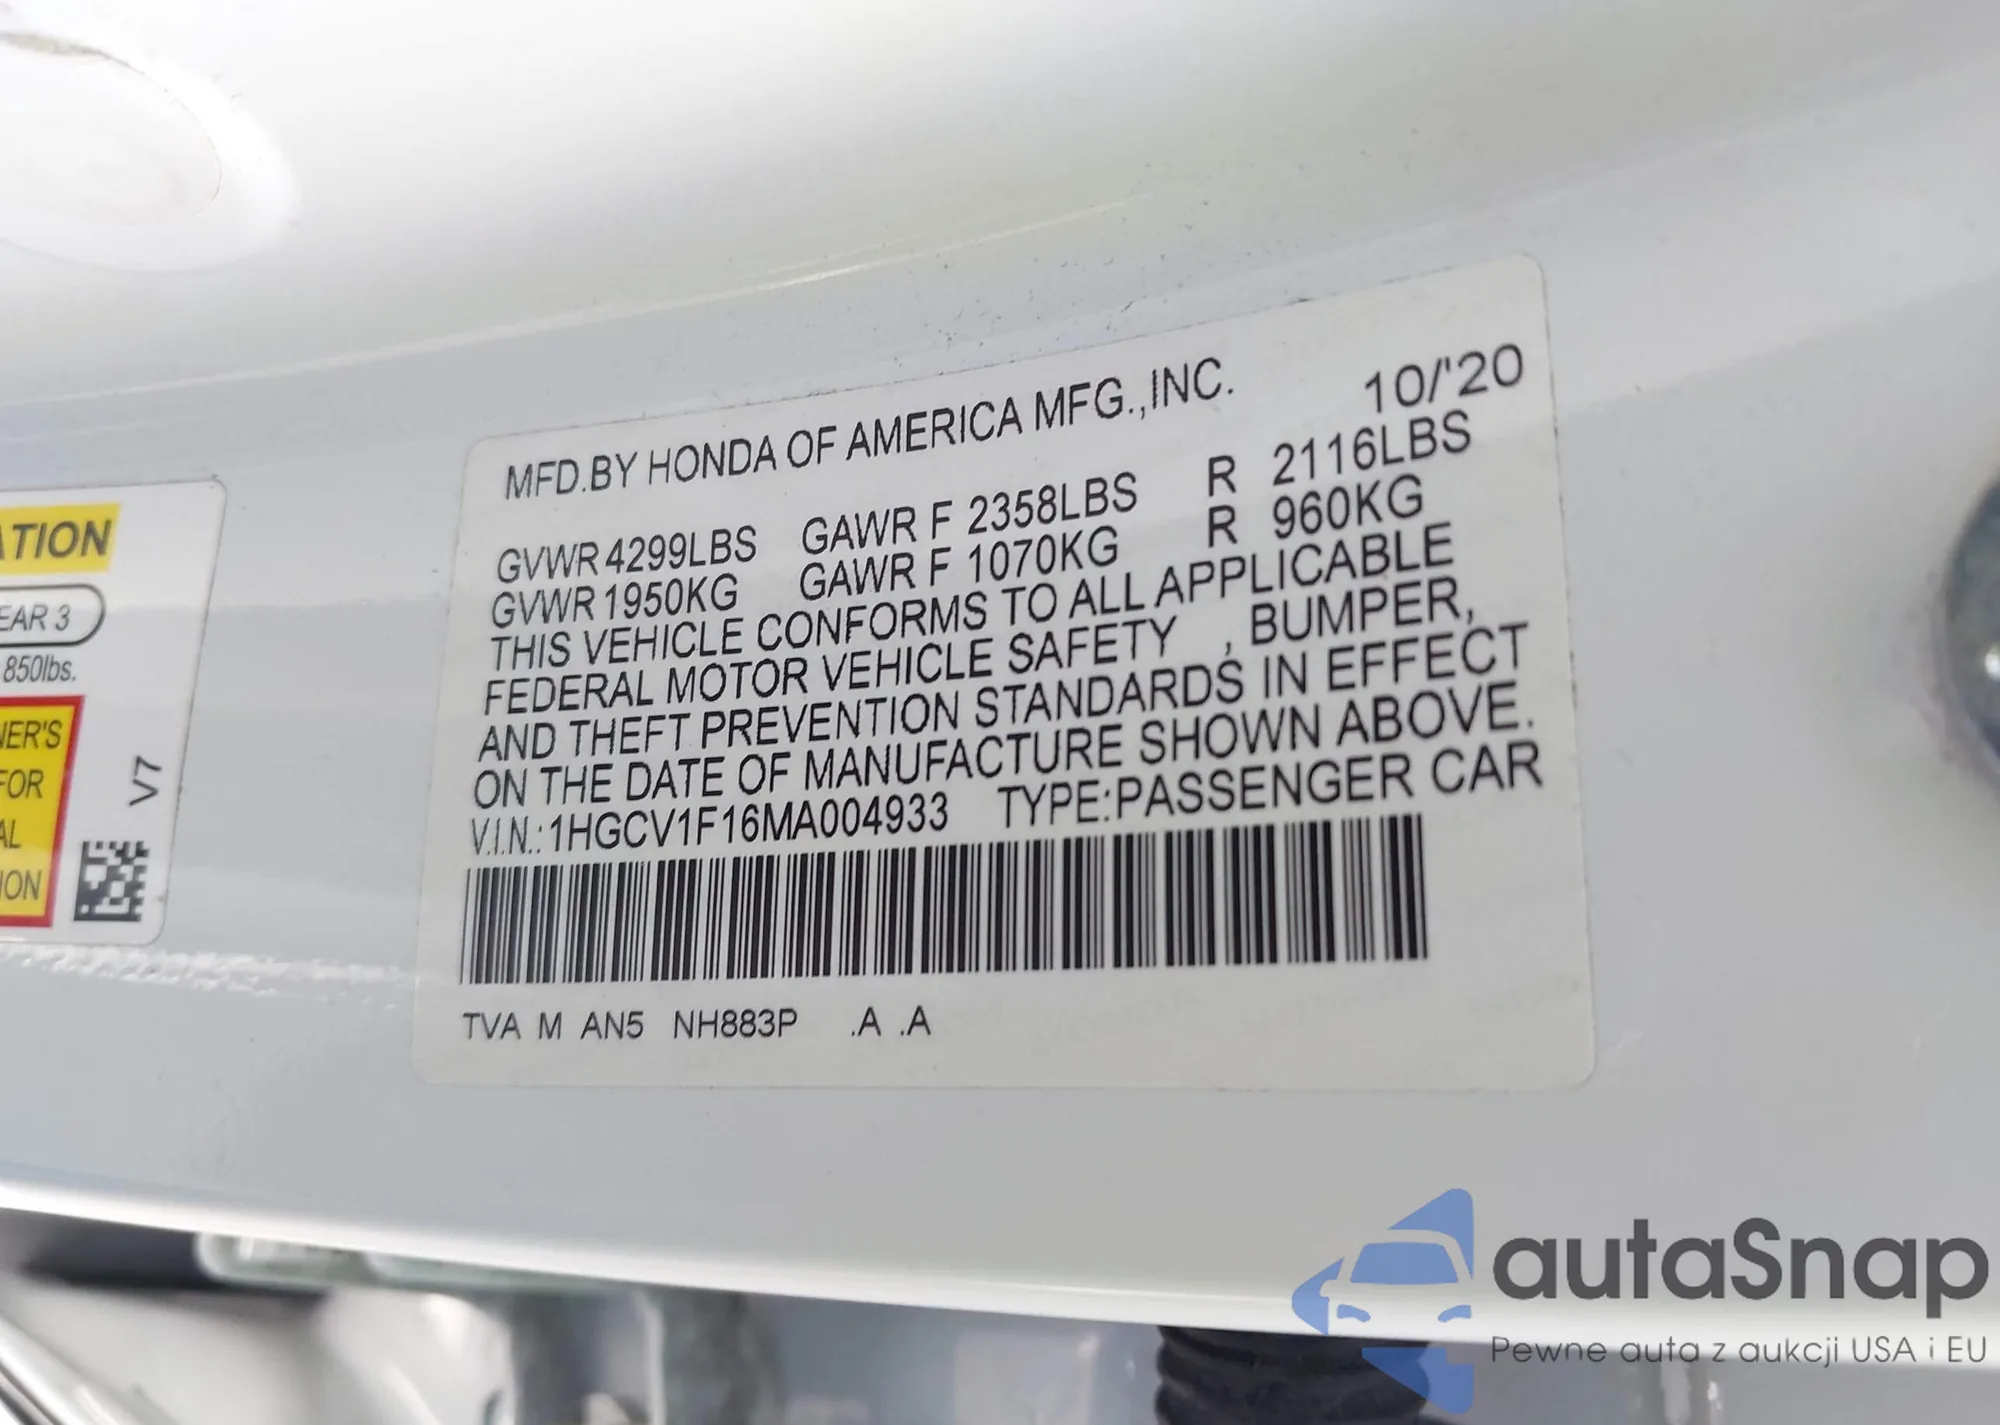 ATION
EAR 3
850lbs.
NER'S
FOR
AL
ION
V7
MFD.BY HONDA OF AMERICA MFG.,INC. 10/'20
GVWR 4299LBS GAWR F 2358LBS R 2116LBS
GVWR 1950KG GAWR F 1070KG R 960KG
THIS VEHICLE CONFORMS TO ALL APPLICABLE
FEDERAL MOTOR VEHICLE SAFETY , BUMPER,
AND THEFT PREVENTION STANDARDS IN EFFECT
ON THE DATE OF MANUFACTURE SHOWN ABOVE.
V.I.N.:1HGCV1F16MA004933 TYPE:PASSENGER CAR
TVA M AN5 NH883P .A .A
autaSnap
Pewne auta z aukcji USA i EU